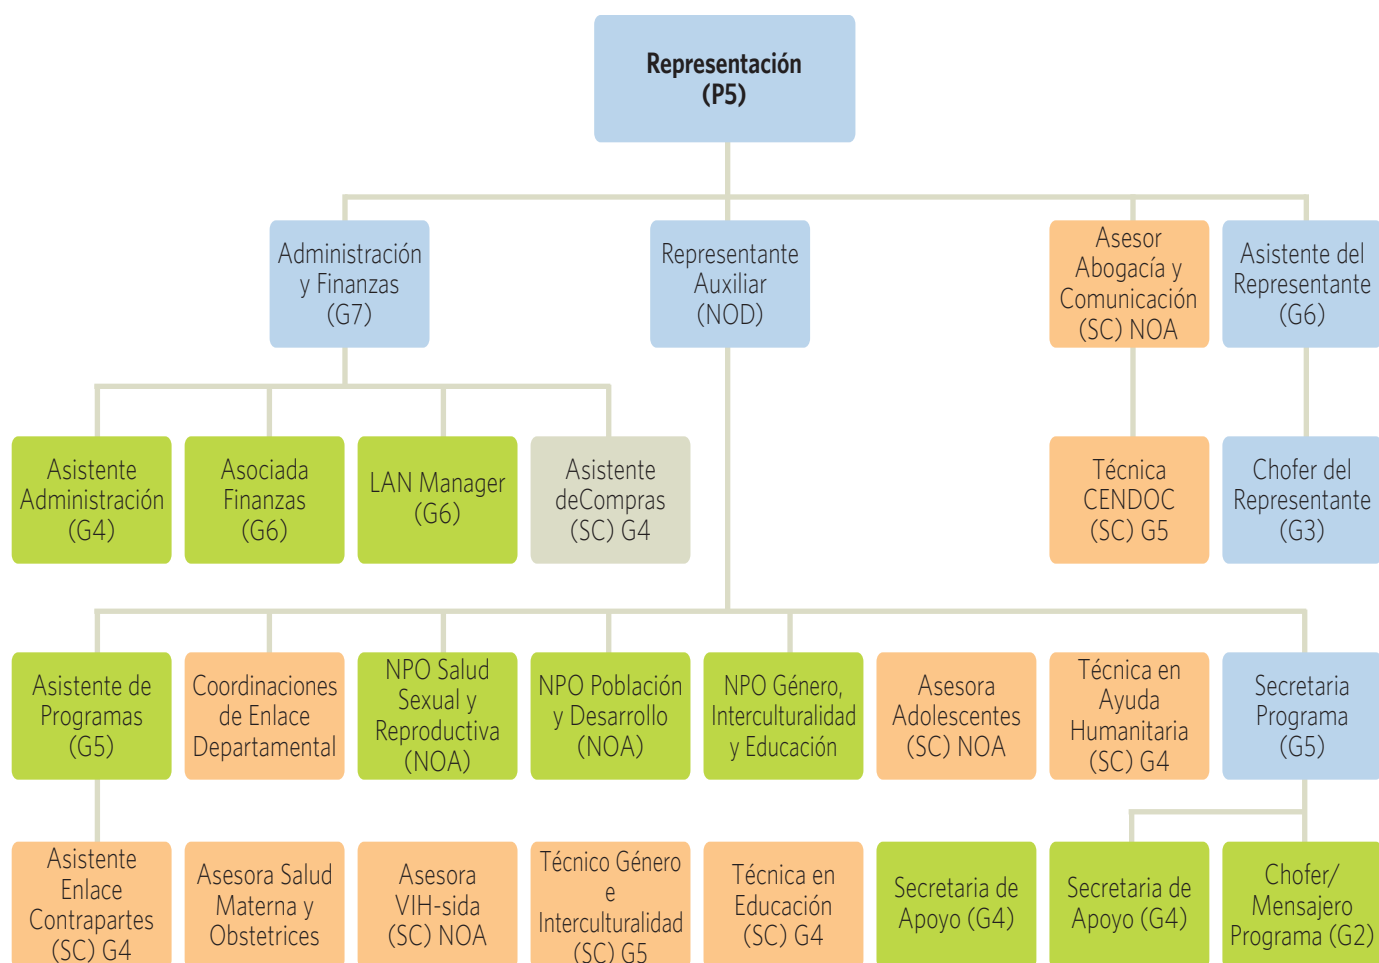 Representación
(P5)
Administración
y Finanzas
(G7)
Representante
Auxiliar
(NOD)
Asesor
Abogacía y
Comunicación
(SC) NOA
Asistente del
Representante
(G6)
Asistente
Administración
(G4)
Asociada
Finanzas
(G6)
LAN Manager
(G6)
Asistente
deCompras
(SC) G4
Técnica
CENDOC
(SC) G5
Chofer del
Representante
(G3)
Asistente de
Programas
(G5)
Coordinaciones
de Enlace
Departamental
NPO Salud
Sexual y
Reproductiva
(NOA)
NPO Población
y Desarrollo
(NOA)
NPO Género,
Interculturalidad
y Educación
Asesora
Adolescentes
(SC) NOA
Técnica en
Ayuda
Humanitaria
(SC) G4
Secretaria
Programa
(G5)
Asistente
Enlace
Contrapartes
(SC) G4
Asesora Salud
Materna y
Obstetrices
Asesora
VIH-sida
(SC) NOA
Técnico Género
e
Interculturalidad
(SC) G5
Técnica en
Educación
(SC) G4
Secretaria de
Apoyo (G4)
Secretaria de
Apoyo (G4)
Chofer/
Mensajero
Programa (G2)